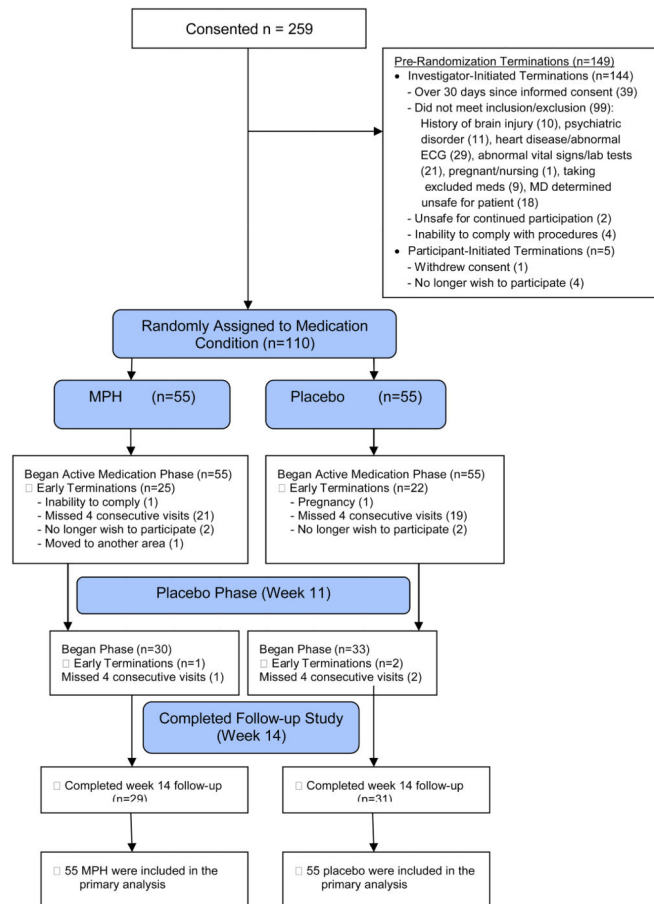 Consented n = 259
Pre-Randomization Terminations (n=149)
• Investigator-Initiated Terminations (n=144)
- Over 30 days since informed consent (39)
- Did not meet inclusion/exclusion (99):
History of brain injury (10), psychiatric
disorder (11), heart disease/abnormal
ECG (29), abnormal vital signs/lab tests
(21), pregnant/nursing (1), taking
excluded meds (9), MD determined
unsafe for patient (18)
- Unsafe for continued participation (2)
- Inability to comply with procedures (4)
• Participant-Initiated Terminations (n=5)
- Withdrew consent (1)
- No longer wish to participate (4)
Randomly Assigned to Medication
Condition (n=110)
MPH (n=55)
Placebo (n=55)
Began Active Medication Phase (n=55)
Early Terminations (n=25)
- Inability to comply (1)
- Missed 4 consecutive visits (21)
- No longer wish to participate (2)
- Moved to another area (1)
Began Active Medication Phase (n=55)
Early Terminations (n=22)
- Pregnancy (1)
- Missed 4 consecutive visits (19)
- No longer wish to participate (2)
Placebo Phase (Week 11)
Began Phase (n=30)
Early Terminations (n=1)
Missed 4 consecutive visits (1)
Began Phase (n=33)
Early Terminations (n=2)
Missed 4 consecutive visits (2)
Completed Follow-up Study
(Week 14)
Completed week 14 follow-up
(n=29)
Completed week 14 follow-up
(n=31)
55 MPH were included in the
primary analysis
55 placebo were included in the
primary analysis